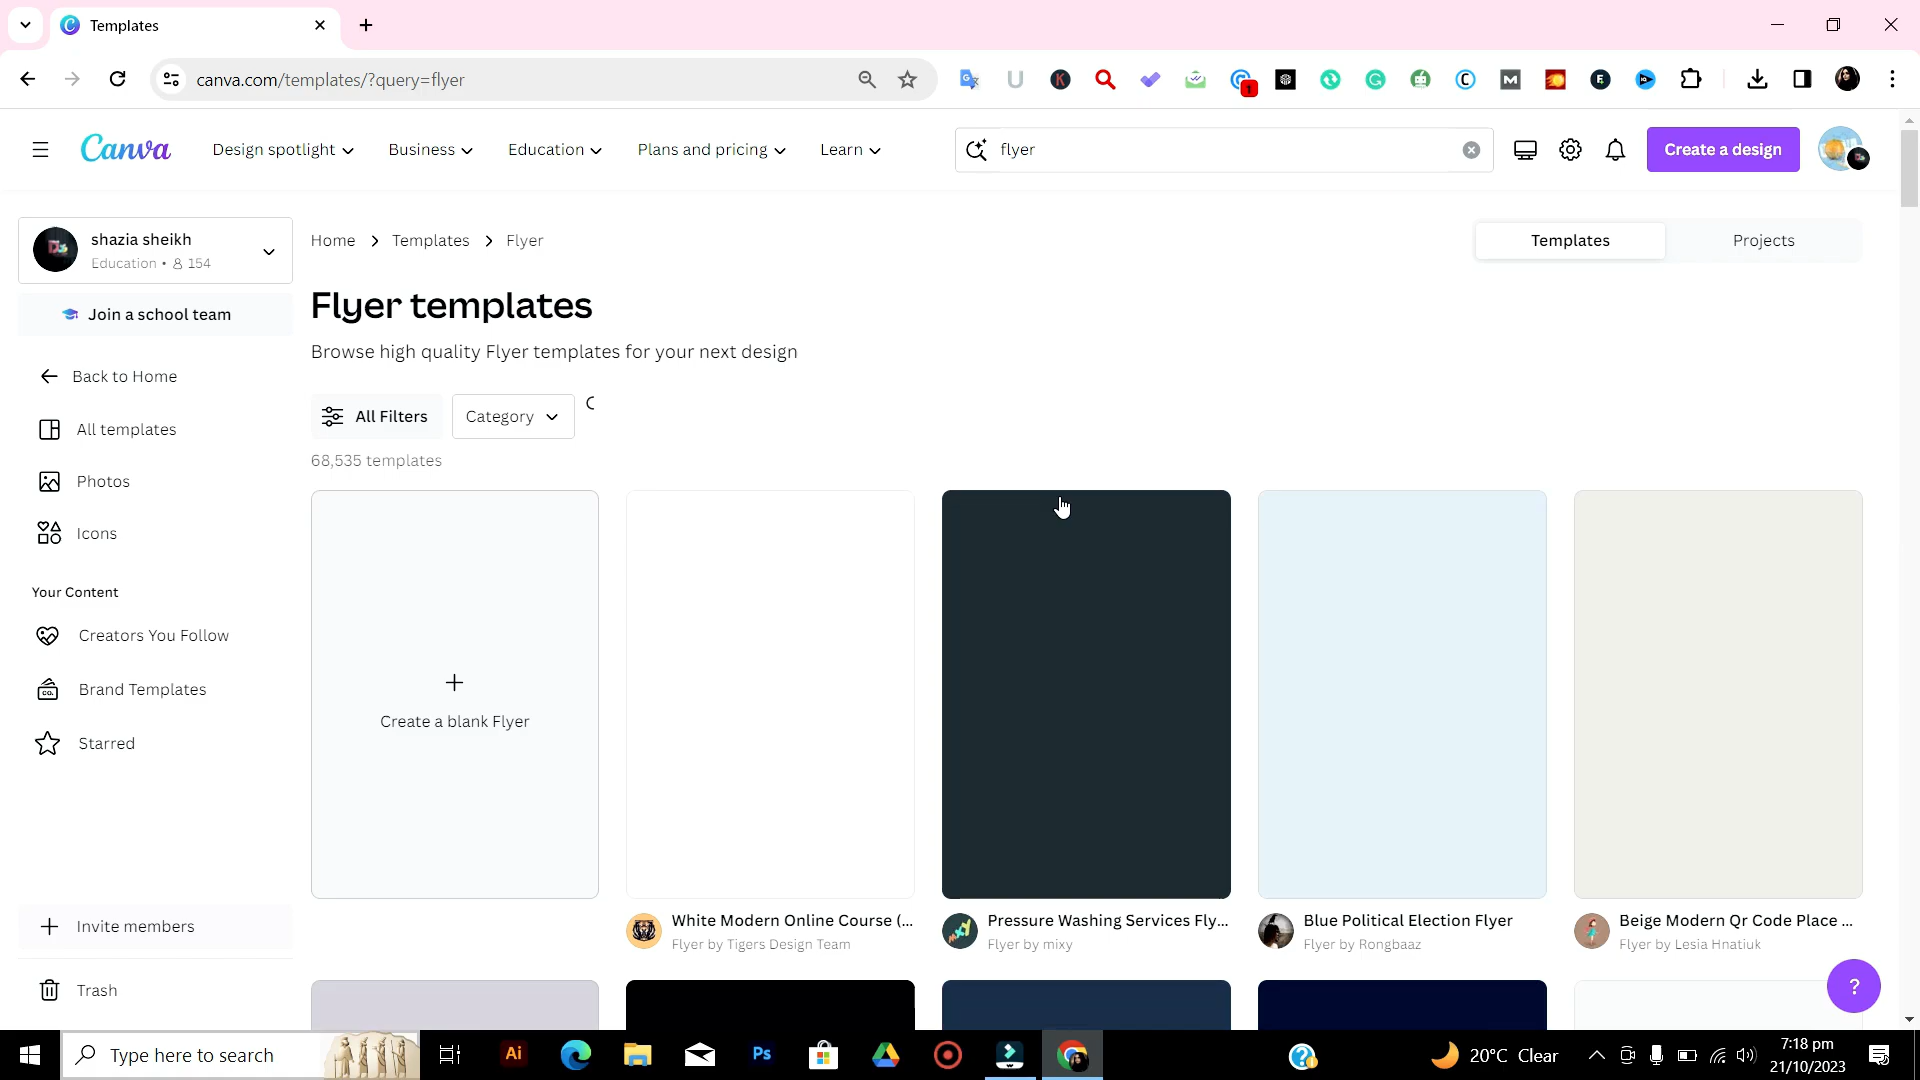 Templates
canva.com/templates/?query=flyer
Canva
Design spotlight
Business
Education
Plans and pricing
Learn
flyer
Create a design
shazia sheikh
Education • 154
Home > Templates > Flyer
Templates
Projects
Join a school team
Flyer templates
Browse high quality Flyer templates for your next design
Back to Home
All Filters
Category
All templates
68,535 templates
Photos
Icons
Your Content
Creators You Follow
Brand Templates
Starred
Create a blank Flyer
White Modern Online Course (...
Flyer by Tigers Design Team
Pressure Washing Services Fly...
Flyer by mixy
Blue Political Election Flyer
Flyer by Rongbaaz
Beige Modern Qr Code Place ...
Flyer by Lesia Hnatiuk
Invite members
Trash
?
Type here to search
Ai
Ps
20°C Clear
7:18 pm
21/10/2023